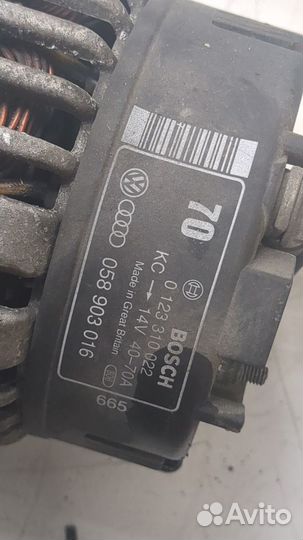 70
BOSCH
0 123 310 022
KC → 14V 40-70A
Made in Great Britain
058 903 016
665
Avito